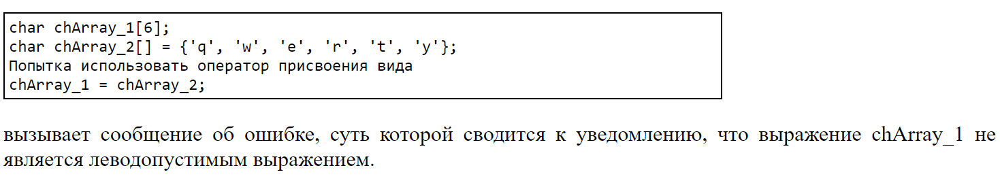 char chArray_1[6];
char chArray_2[] = {'q', 'w', 'e', 'r', 't', 'y'};
Попытка использовать оператор присвоения вида
chArray_1 = chArray_2;
вызывает сообщение об ошибке, суть которой сводится к уведомлению, что выражение chArray_1 не
является леводопустимым выражением.